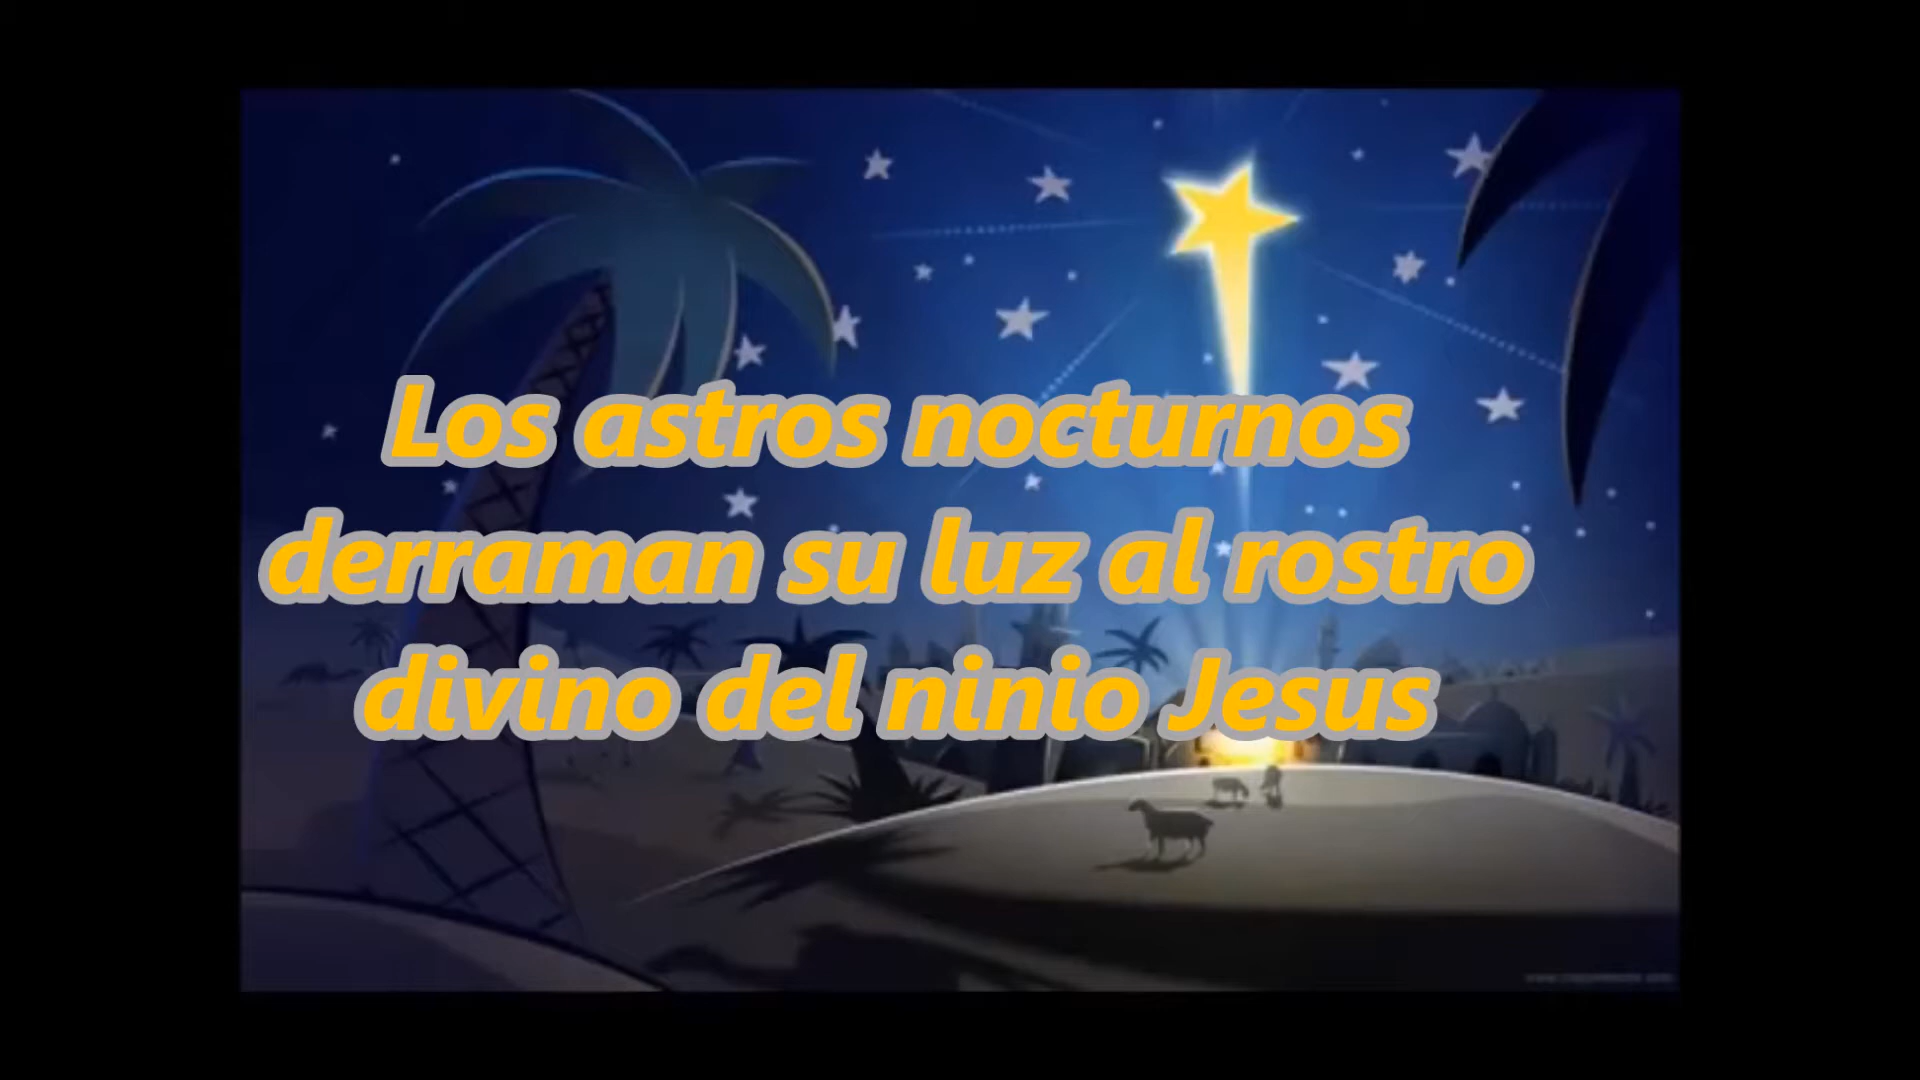 Los astros nocturnos
derraman su luz al rostro
divino del ninio Jesus